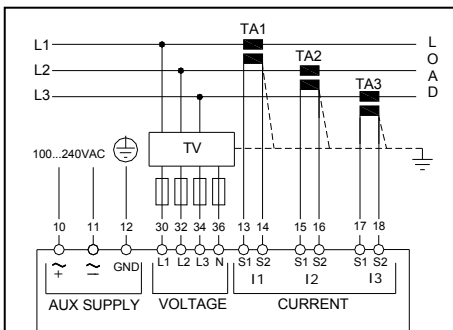 TA1
L1
TA2
L2
TA3
L3
LOAD
TV
100...240VAC
10 11 12 30 32 34 36 13 14 15 16 17 18
L1 L2 L3 N S1 S2 S1 S2 S1 S2
~+ ~− GND I1 I2 I3
AUX SUPPLY VOLTAGE CURRENT